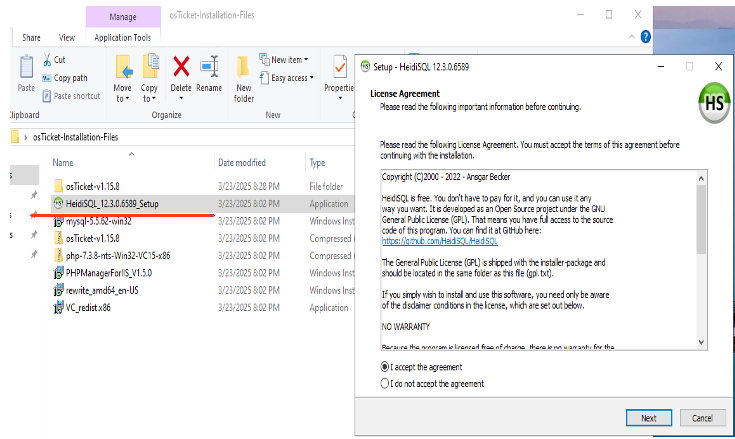 Manage
osTicket-Installation-Files
Share View Application Tools
Paste
Cut
Copy path
Paste shortcut
Move to
Copy to
Delete
Rename
New folder
New item
Easy access
Properties
Clipboard
Organize
New
osTicket-Installation-Files
Name Date modified Type
osTicket-v1.15.8 3/23/2025 8:28 PM File folder
HeidiSQL_12.3.0.6589_Setup 3/23/2025 8:02 PM Application
mysql-5.5.62-win32 3/23/2025 8:02 PM Windows Inst
osTicket-v1.15.8 3/23/2025 8:02 PM Compressed (
php-7.3.8-nts-Win32-VC15-x86 3/23/2025 8:02 PM Compressed (
PHPManagerForIIS_V1.5.0 3/23/2025 8:02 PM Windows Inst
rewrite_amd64_en-US 3/23/2025 8:02 PM Windows Inst
VC_redist.x86 3/23/2025 8:02 PM Application
HS Setup - HeidiSQL 12.3.0.6589
License Agreement
Please read the following important information before continuing.
HS
Please read the following License Agreement. You must accept the terms of this agreement before
continuing with the installation.
Copyright (C)2000 - 2022 - Ansgar Becker
HeidiSQL is free. You don't have to pay for it, and you can use it any
way you want. It is developed as an Open Source project under the GNU
General Public License (GPL). That means you have full access to the source
code of this program. You can find it at GitHub here:
https://github.com/HeidiSQL/HeidiSQL
The General Public License (GPL) is shipped with the installer-package and
should be located in the same folder as this file (gpl.txt).
If you simply wish to install and use this software, you need only be aware
of the disclaimer conditions in the license, which are set out below.
NO WARRANTY
Because the program is licensed free of charge, there is no warranty for the
I accept the agreement
I do not accept the agreement
Next Cancel